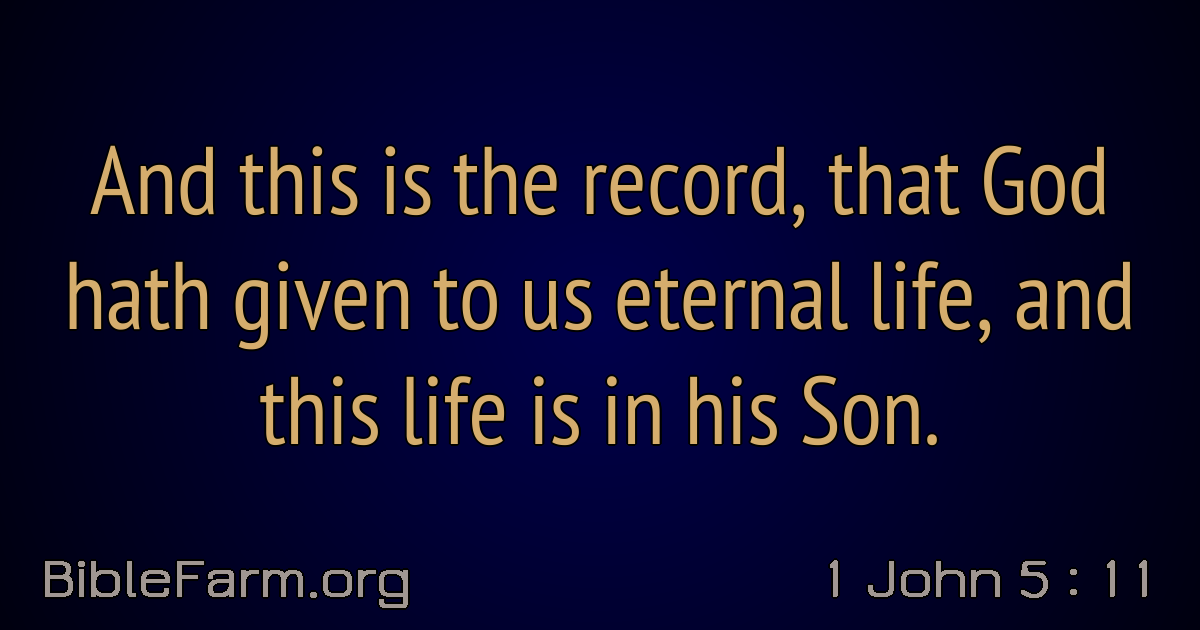 And this is the record, that God
hath given to us eternal life, and
this life is in his Son.
BibleFarm.org
1 John 5 : 11